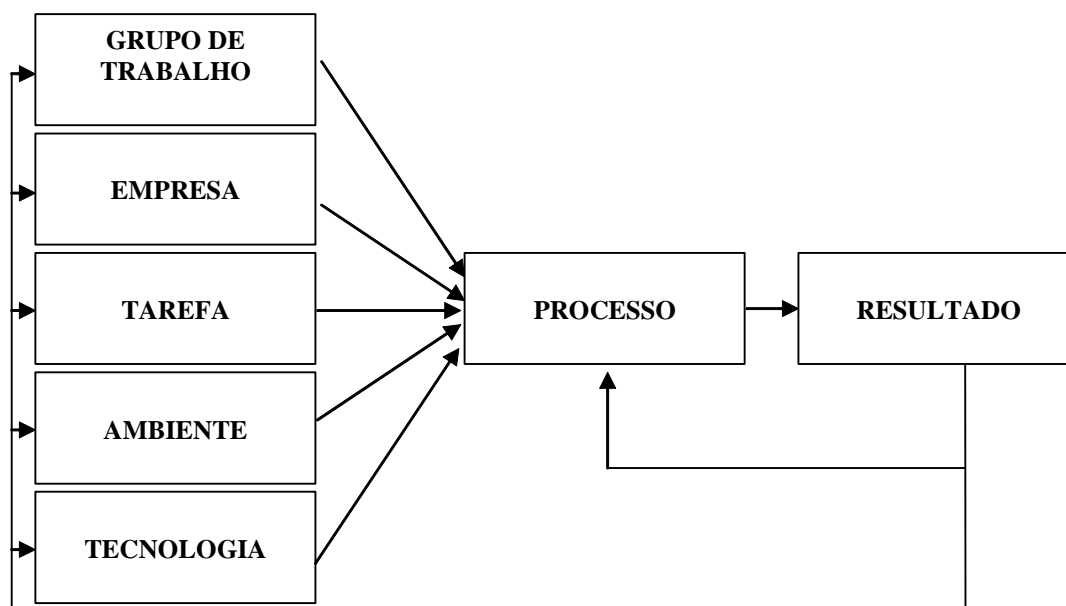 GRUPO DE
TRABALHO
EMPRESA
TAREFA
AMBIENTE
TECNOLOGIA
PROCESSO
RESULTADO